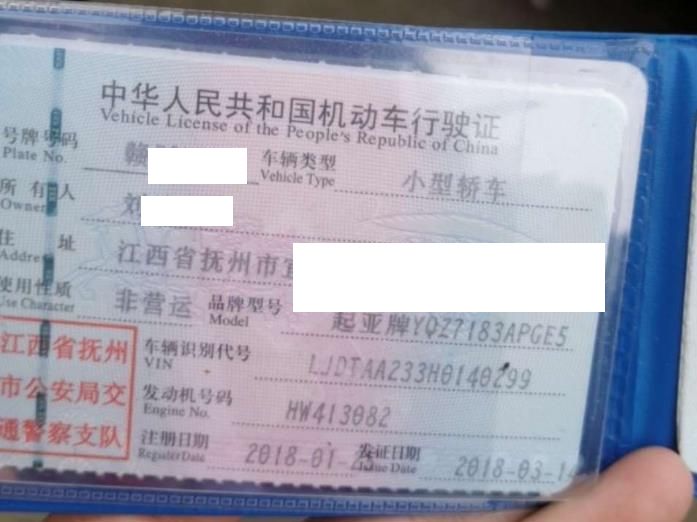 中华人民共和国机动车行驶证
Vehicle License of the People's Republic of China
号牌号码 赣 车辆类型 小型轿车
Plate No. Vehicle Type
所有人 刘
Owner
住址 江西省抚州市宜
Address
使用性质 非营运 品牌型号 起亚牌YQZ7183APGE5
Use Character Model
江西省抚州
市公安局交
通警察支队
车辆识别代号 LJDTAA233H0140299
VIN
发动机号码 HW413082
Engine No.
注册日期 2018-01-2 发证日期 2018-03-14
Register Date Issue Date